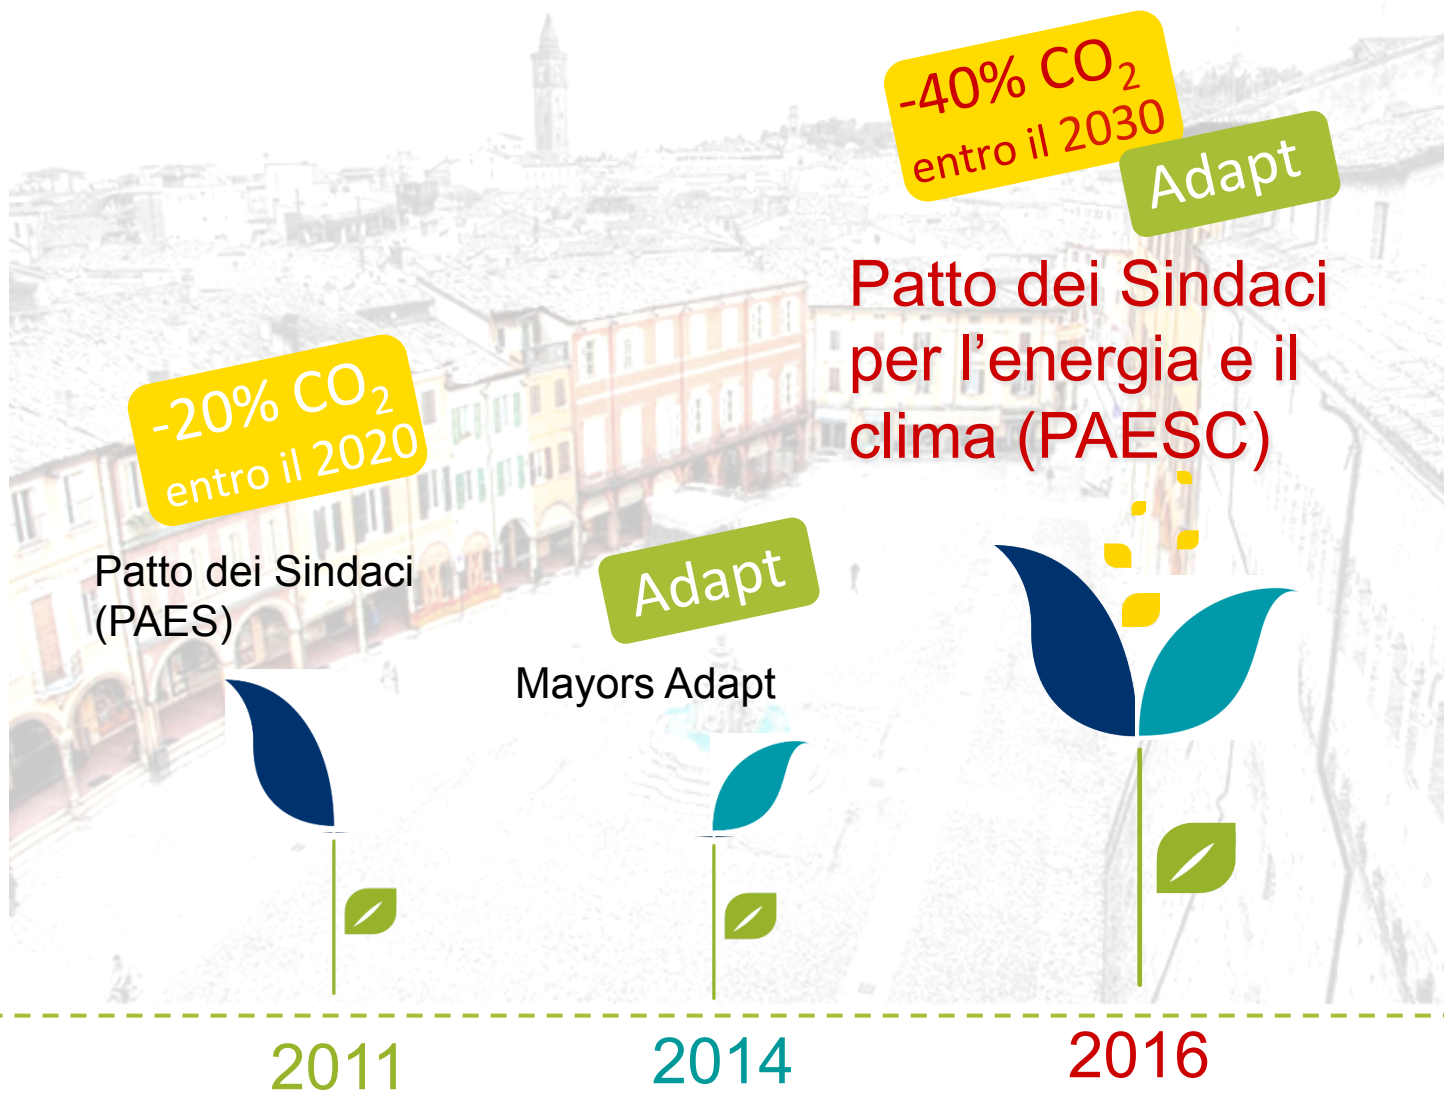 -20% CO₂
entro il 2020
Patto dei Sindaci
(PAES)
Adapt
Mayors Adapt
-40% CO₂
entro il 2030
Adapt
Patto dei Sindaci
per l’energia e il
clima (PAESC)
2011
2014
2016